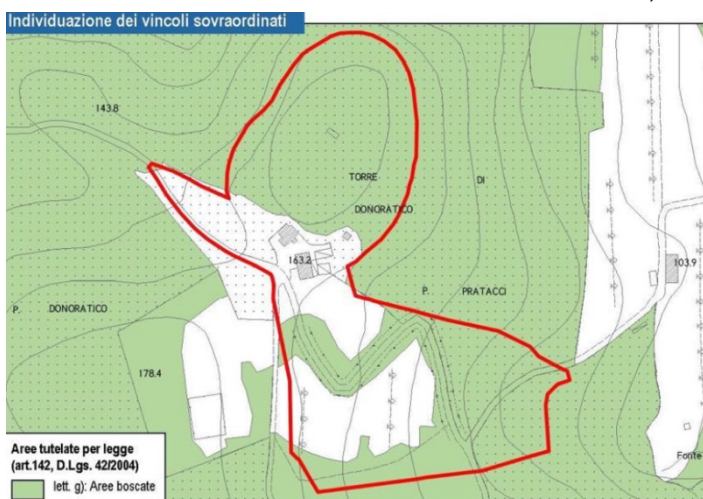 Individuazione dei vincoli sovraordinati
143.8
TORRE
DI
DONORATICO
163.2
103.9
P. PRATACCI
P. DONORATICO
178.4
Aree tutelate per legge
(art.142, D.Lgs. 42/2004)
lett. g): Aree boscate
Fonte